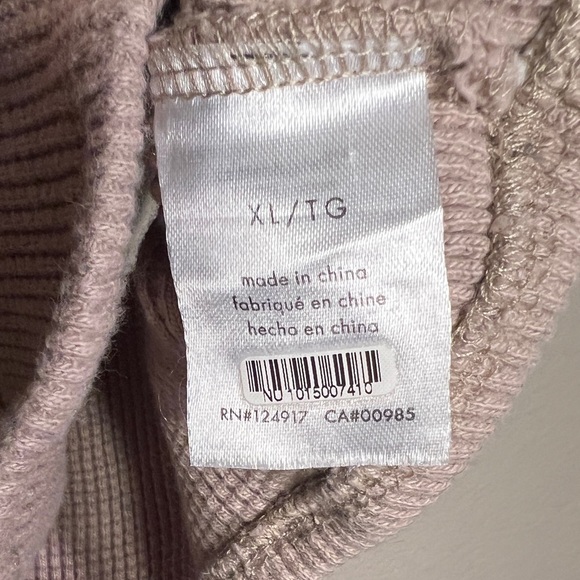 XL/TG
made in china
fabriqué en chine
hecho en china
NU 1015007410
RN#124917 CA#00985